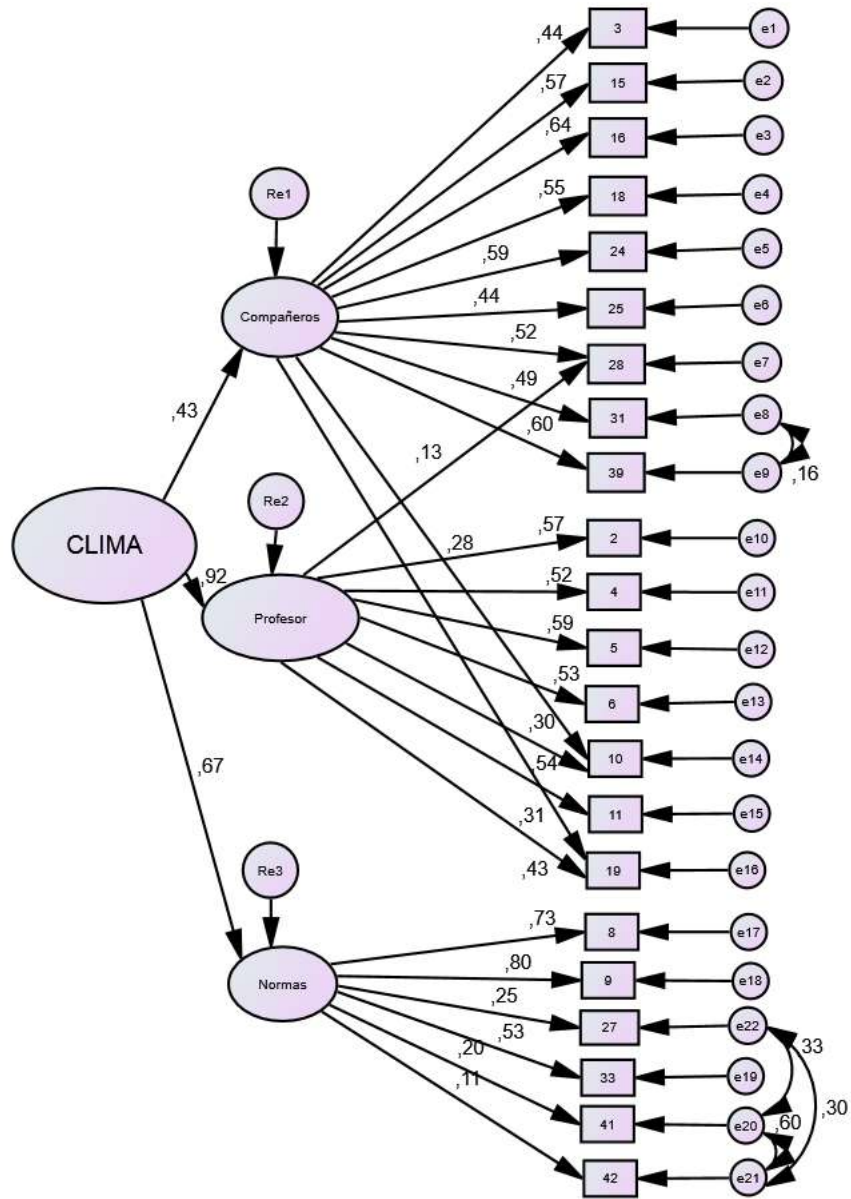 ,44
3
e1
,57
15
e2
,64
16
e3
Re1
,55
18
e4
,59
24
e5
,44
25
e6
Compañeros
,52
28
e7
,49
31
e8
,43
,60
39
e9
,16
,13
Re2
,28
,57
2
e10
CLIMA
,92
,52
4
e11
Profesor
,59
5
e12
,53
6
e13
,30
10
e14
,54
,67
,31
11
e15
Re3
,43
19
e16
,73
8
e17
,80
9
e18
Normas
,25
27
e22
,53
33
,20
33
e19
,11
,30
41
e20
,60
42
e21